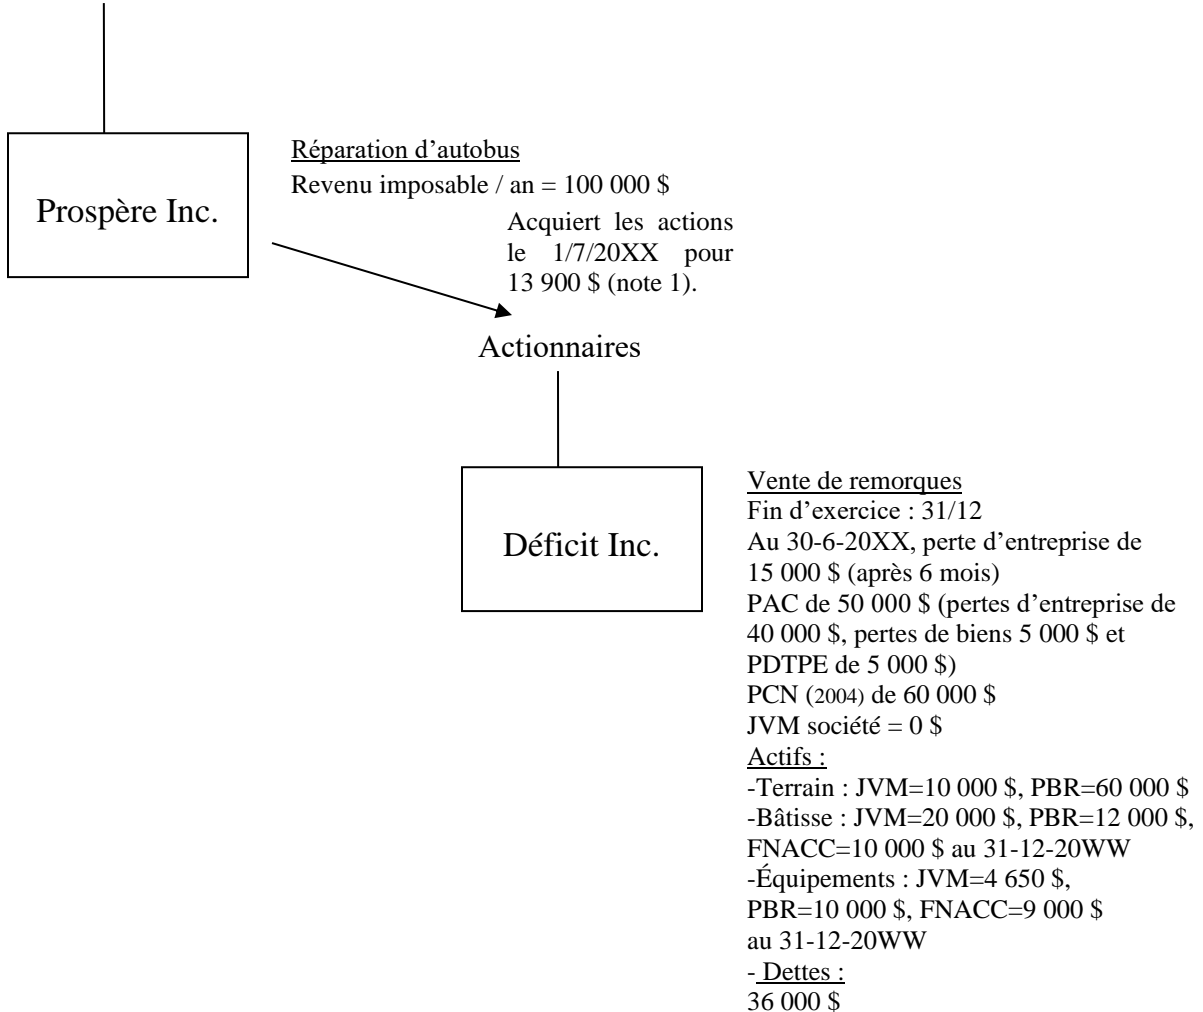 Prospère Inc.
Réparation d’autobus
Revenu imposable / an = 100 000 $
Acquiert les actions
le 1/7/20XX pour
13 900 $ (note 1).
Actionnaires
Déficit Inc.
Vente de remorques
Fin d’exercice : 31/12
Au 30-6-20XX, perte d’entreprise de
15 000 $ (après 6 mois)
PAC de 50 000 $ (pertes d’entreprise de
40 000 $, pertes de biens 5 000 $ et
PDTPE de 5 000 $)
PCN (2004) de 60 000 $
JVM société = 0 $
Actifs :
-Terrain : JVM=10 000 $, PBR=60 000 $
-Bâtisse : JVM=20 000 $, PBR=12 000 $,
FNACC=10 000 $ au 31-12-20WW
-Équipements : JVM=4 650 $,
PBR=10 000 $, FNACC=9 000 $
au 31-12-20WW
- Dettes :
36 000 $